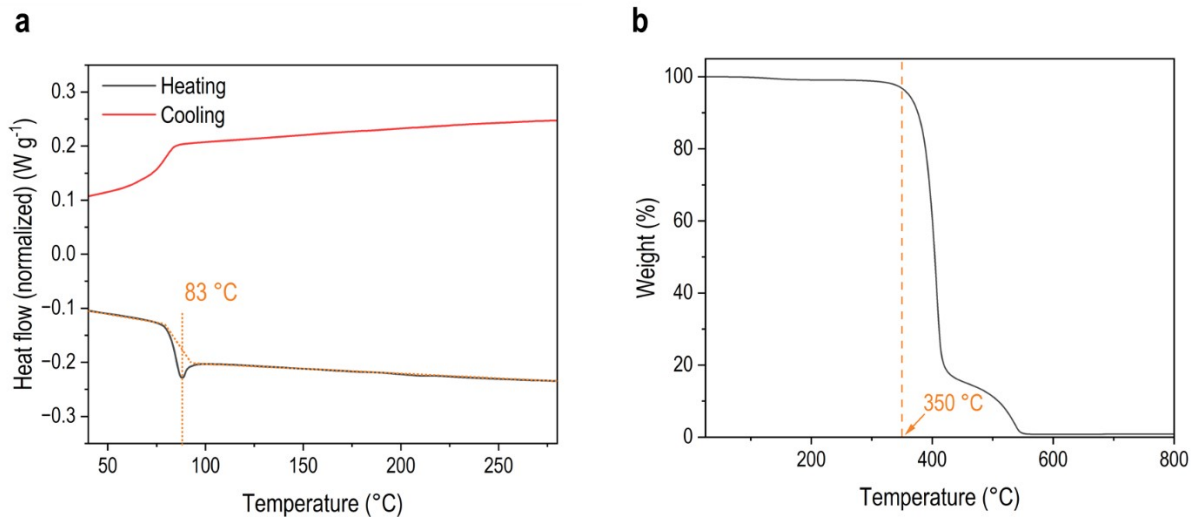 a
Heat flow (normalized) (W g-1)
0.3
0.2
0.1
0.0
−0.1
−0.2
−0.3
Heating
Cooling
83 °C
50
100
150
200
250
Temperature (°C)
b
Weight (%)
100
80
60
40
20
0
350 °C
200
400
600
800
Temperature (°C)